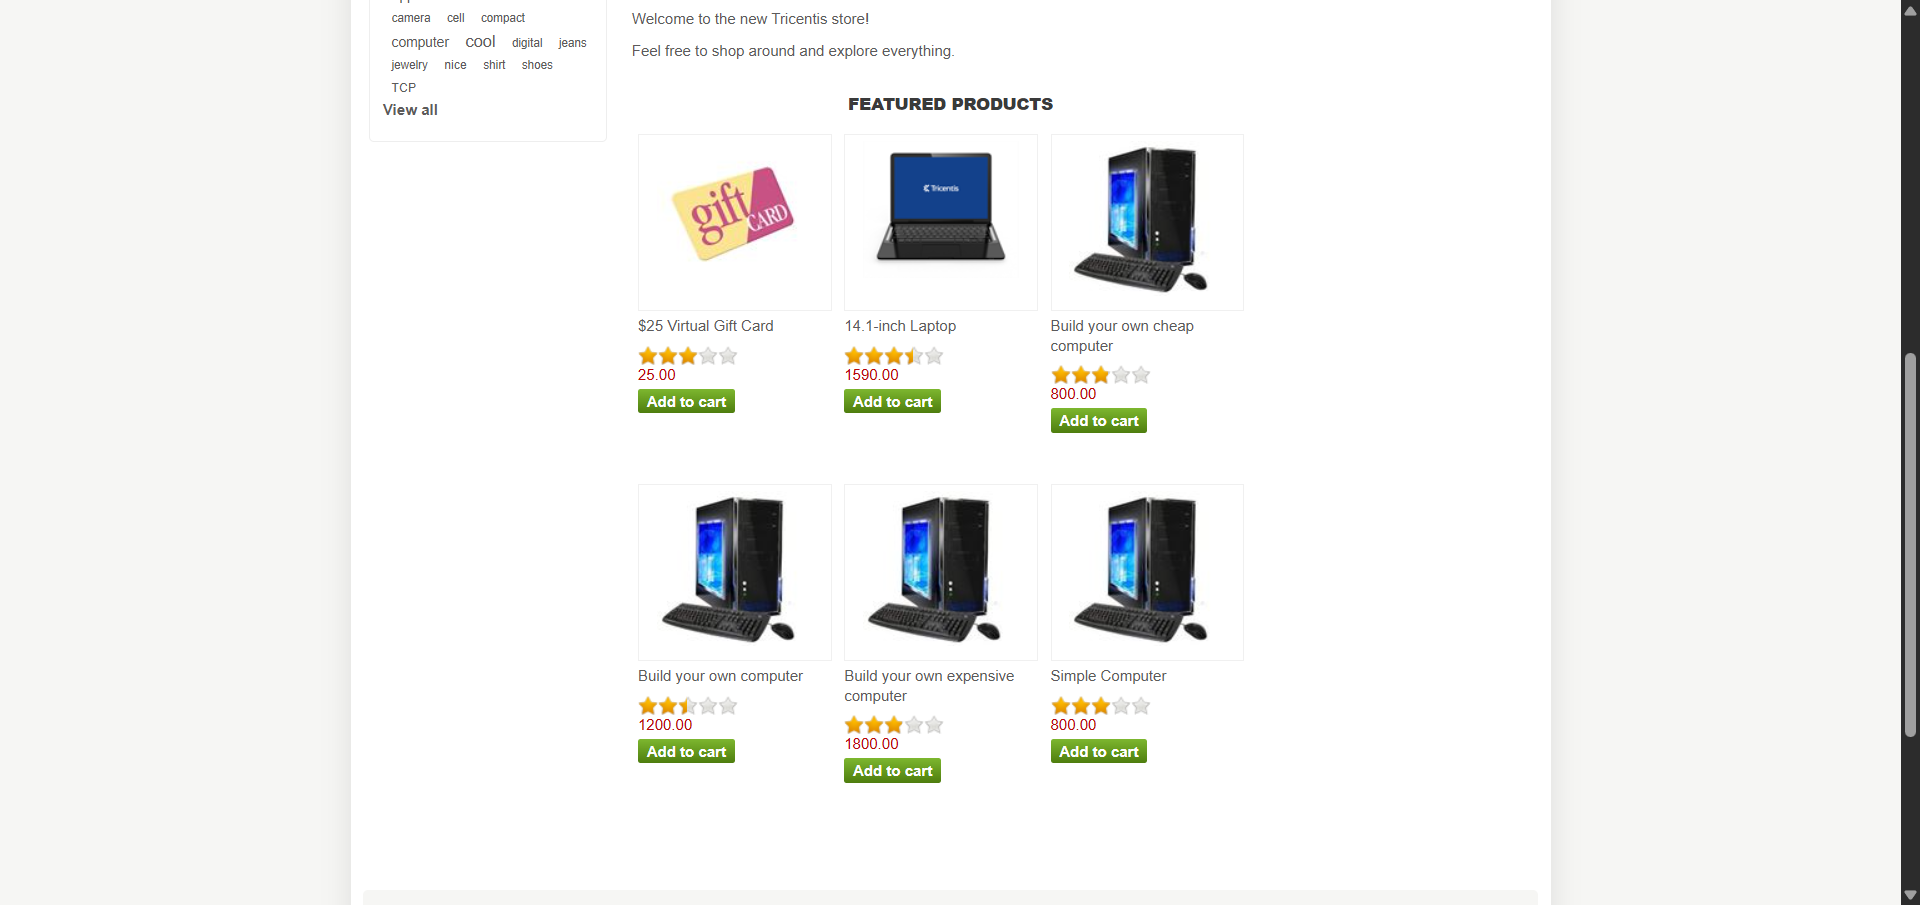 camera cell compact
computer cool digital jeans
jewelry nice shirt shoes
TCP
View all
Welcome to the new Tricentis store!
Feel free to shop around and explore everything.
FEATURED PRODUCTS
gift
CARD
Tricentis
$25 Virtual Gift Card
25.00
Add to cart
14.1-inch Laptop
1590.00
Add to cart
Build your own cheap
computer
800.00
Add to cart
Build your own computer
1200.00
Add to cart
Build your own expensive
computer
1800.00
Add to cart
Simple Computer
800.00
Add to cart